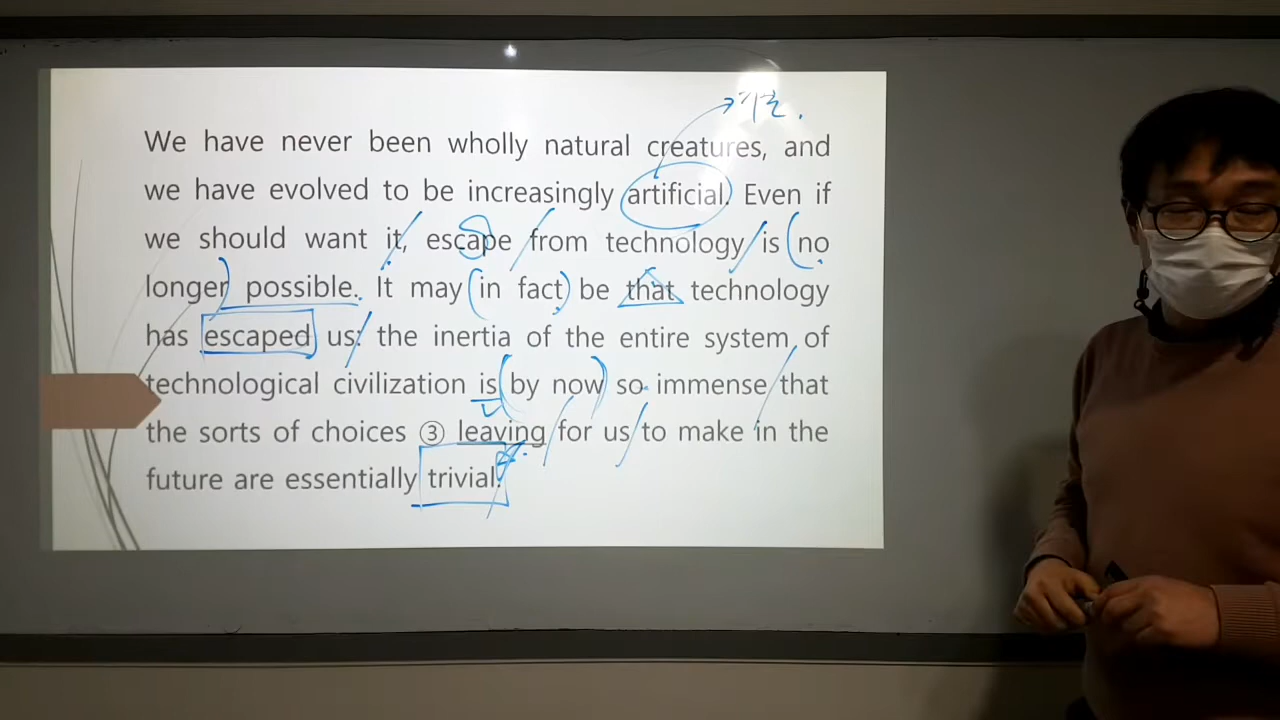 We have never been wholly natural creatures, and
we have evolved to be increasingly artificial. Even if
we should want it, escape from technology is no
longer possible. It may in fact be that technology
has escaped us: the inertia of the entire system of
technological civilization is by now so immense that
the sorts of choices ③ leaving for us to make in the
future are essentially trivial.